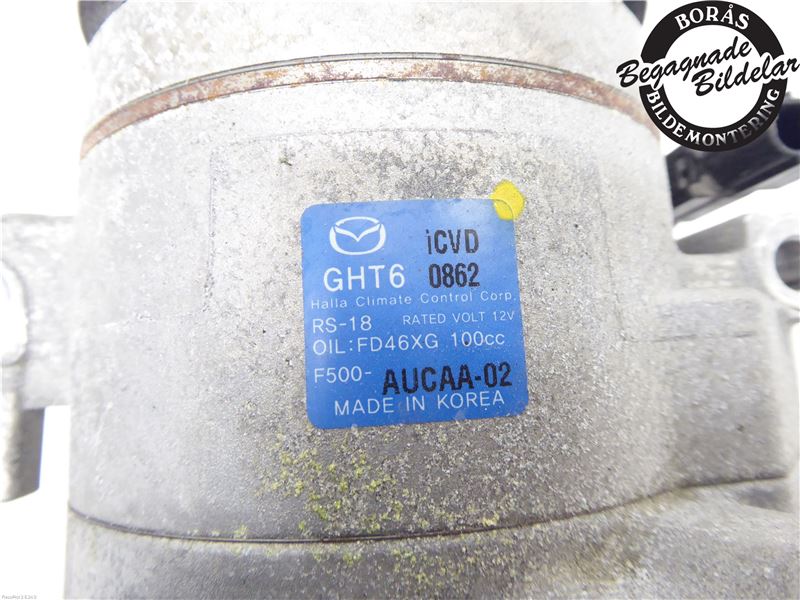 BORÅS
Begagnade
Bildelar
BILDEMONTERING
iCVD
GHT6 0862
Halla Climate Control Corp.
RS-18 RATED VOLT 12V
OIL:FD46XG 100cc
F500- AUCAA-02
MADE IN KOREA